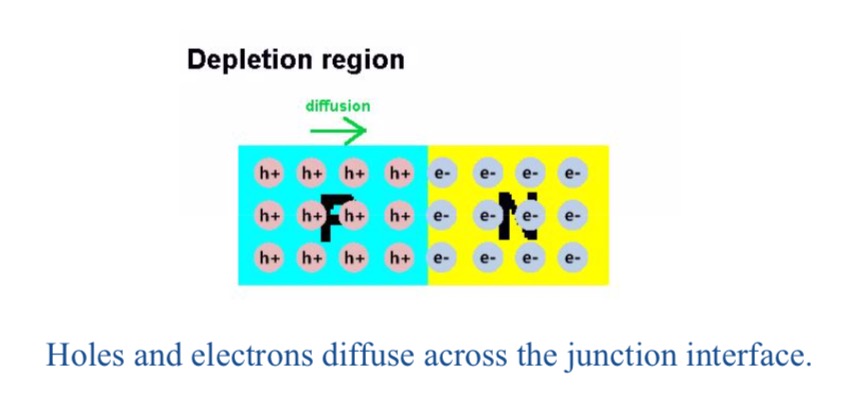 Depletion region
diffusion
h+ h+ h+ h+ e- e- e- e-
h+ h+ h+ h+ e- e- e- e-
P N
h+ h+ h+ h+ e- e- e- e-
Holes and electrons diffuse across the junction interface.